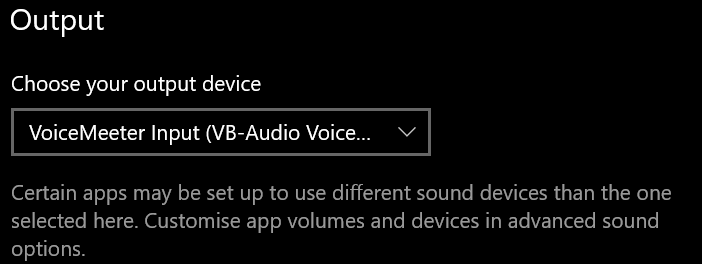 Output
Choose your output device
VoiceMeeter Input (VB-Audio Voice...
Certain apps may be set up to use different sound devices than the one
selected here. Customise app volumes and devices in advanced sound
options.